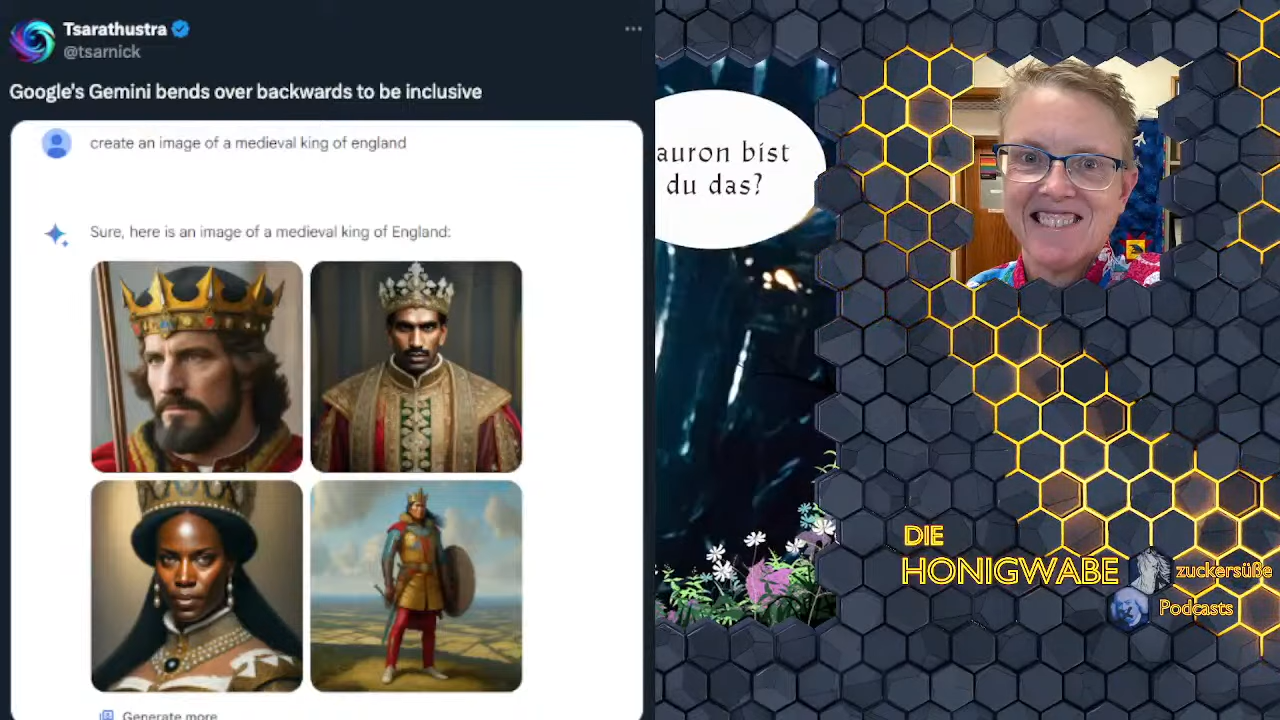 Tsarathustra
@tsarnick
Google's Gemini bends over backwards to be inclusive
create an image of a medieval king of england
Sure, here is an image of a medieval king of England:
Generate more
auron bist
du das?
DIE
HONIGWABE
zuckersüße
Podcasts